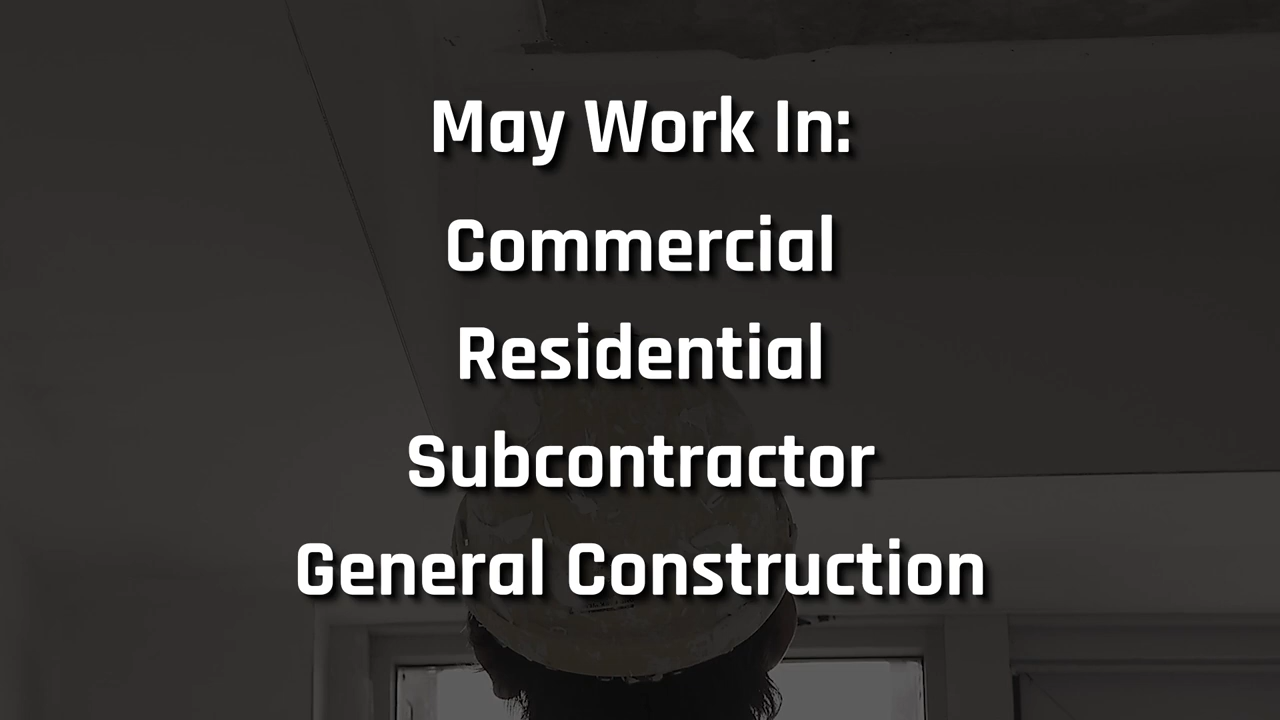 May Work In:
Commercial
Residential
Subcontractor
General Construction